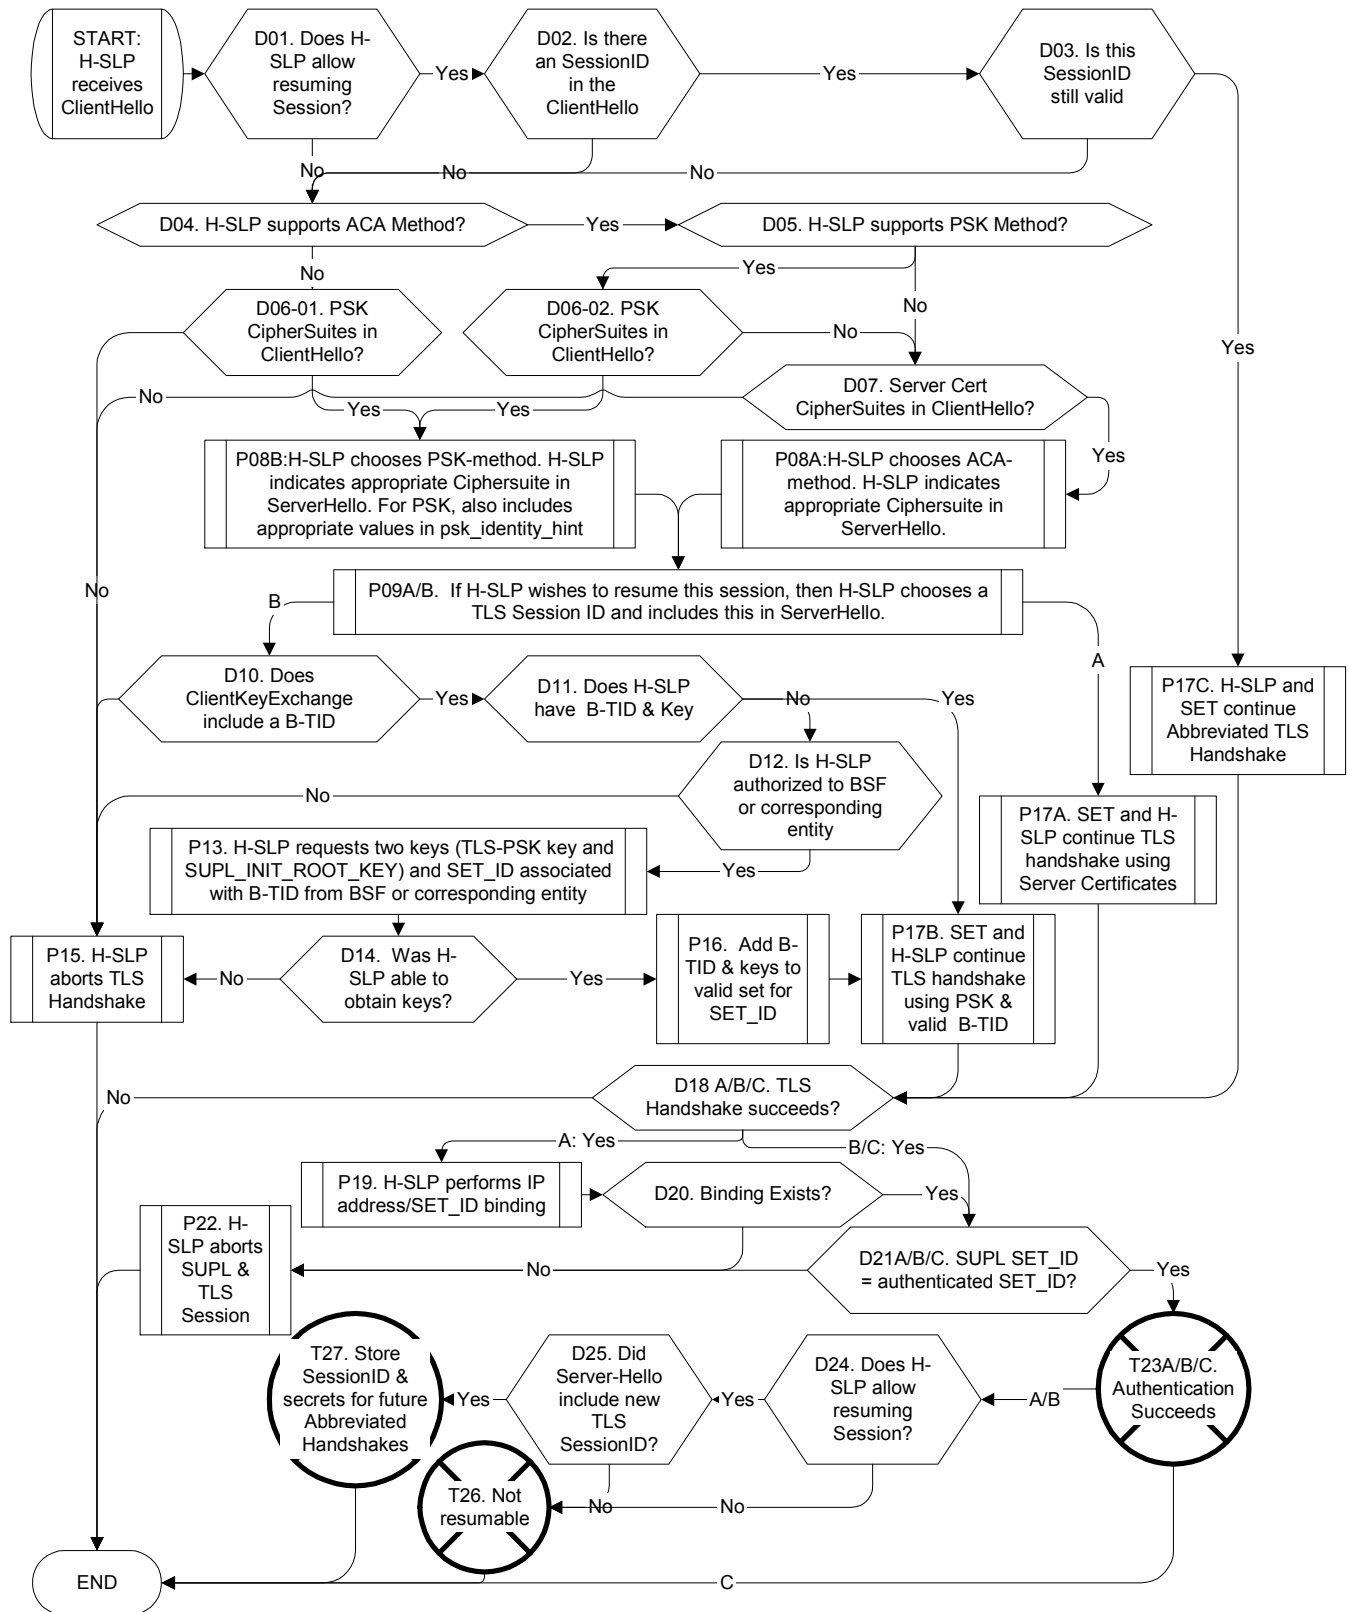 START:
H-SLP
receives
ClientHello
D01. Does H-
SLP allow
resuming
Session?
Yes
D02. Is there
an SessionID
in the
ClientHello
Yes
D03. Is this
SessionID
still valid
No
No
No
D04. H-SLP supports ACA Method?
Yes
D05. H-SLP supports PSK Method?
No
Yes
No
D06-01. PSK
CipherSuites in
ClientHello?
D06-02. PSK
CipherSuites in
ClientHello?
No
Yes
D07. Server Cert
CipherSuites in ClientHello?
No
Yes
Yes
Yes
P08B:H-SLP chooses PSK-method. H-SLP
indicates appropriate Ciphersuite in
ServerHello. For PSK, also includes
appropriate values in psk_identity_hint
P08A:H-SLP chooses ACA-
method. H-SLP indicates
appropriate Ciphersuite in
ServerHello.
No
P09A/B. If H-SLP wishes to resume this session, then H-SLP chooses a
TLS Session ID and includes this in ServerHello.
B
A
D10. Does
ClientKeyExchange
include a B-TID
Yes
D11. Does H-SLP
have B-TID & Key
No
Yes
P17C. H-SLP and
SET continue
Abbreviated TLS
Handshake
D12. Is H-SLP
authorized to BSF
or corresponding
entity
No
Yes
P17A. SET and H-
SLP continue TLS
handshake using
Server Certificates
P13. H-SLP requests two keys (TLS-PSK key and
SUPL_INIT_ROOT_KEY) and SET_ID associated
with B-TID from BSF or corresponding entity
P15. H-SLP
aborts TLS
Handshake
No
D14. Was H-
SLP able to
obtain keys?
Yes
P16. Add B-
TID & keys to
valid set for
SET_ID
P17B. SET and
H-SLP continue
TLS handshake
using PSK &
valid B-TID
No
D18 A/B/C. TLS
Handshake succeeds?
A: Yes
B/C: Yes
P19. H-SLP performs IP
address/SET_ID binding
D20. Binding Exists?
Yes
P22. H-
SLP aborts
SUPL &
TLS
Session
No
D21A/B/C. SUPL SET_ID
= authenticated SET_ID?
Yes
T27. Store
SessionID &
secrets for future
Abbreviated
Handshakes
Yes
D25. Did
Server-Hello
include new
TLS
SessionID?
Yes
D24. Does H-
SLP allow
resuming
Session?
A/B
T23A/B/C.
Authentication
Succeeds
T26. Not
resumable
No
No
END
C